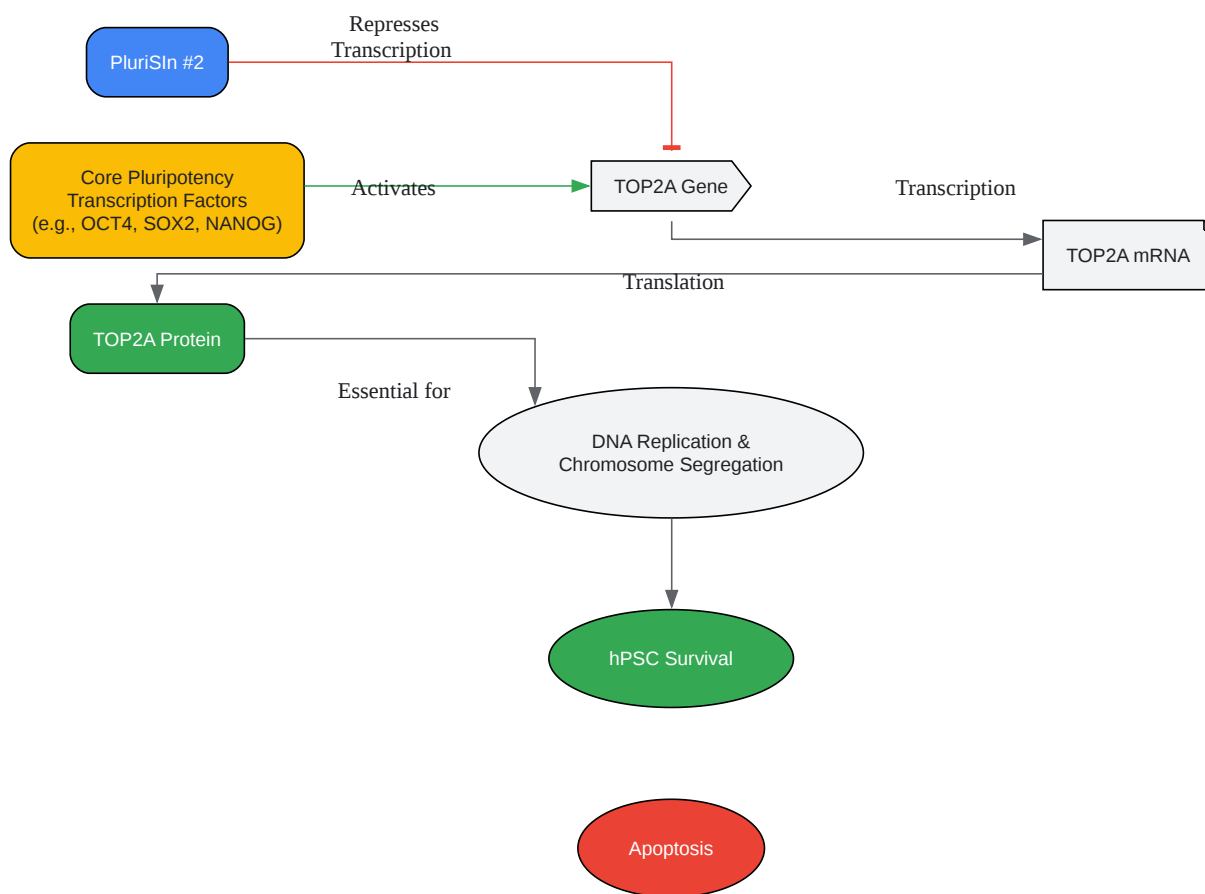 Represses
Transcription
PluriSIn #2
Core Pluripotency
Transcription Factors
(e.g., OCT4, SOX2, NANOG)
Activates
TOP2A Gene
Transcription
TOP2A mRNA
Translation
TOP2A Protein
Essential for
DNA Replication &
Chromosome Segregation
hPSC Survival
Apoptosis